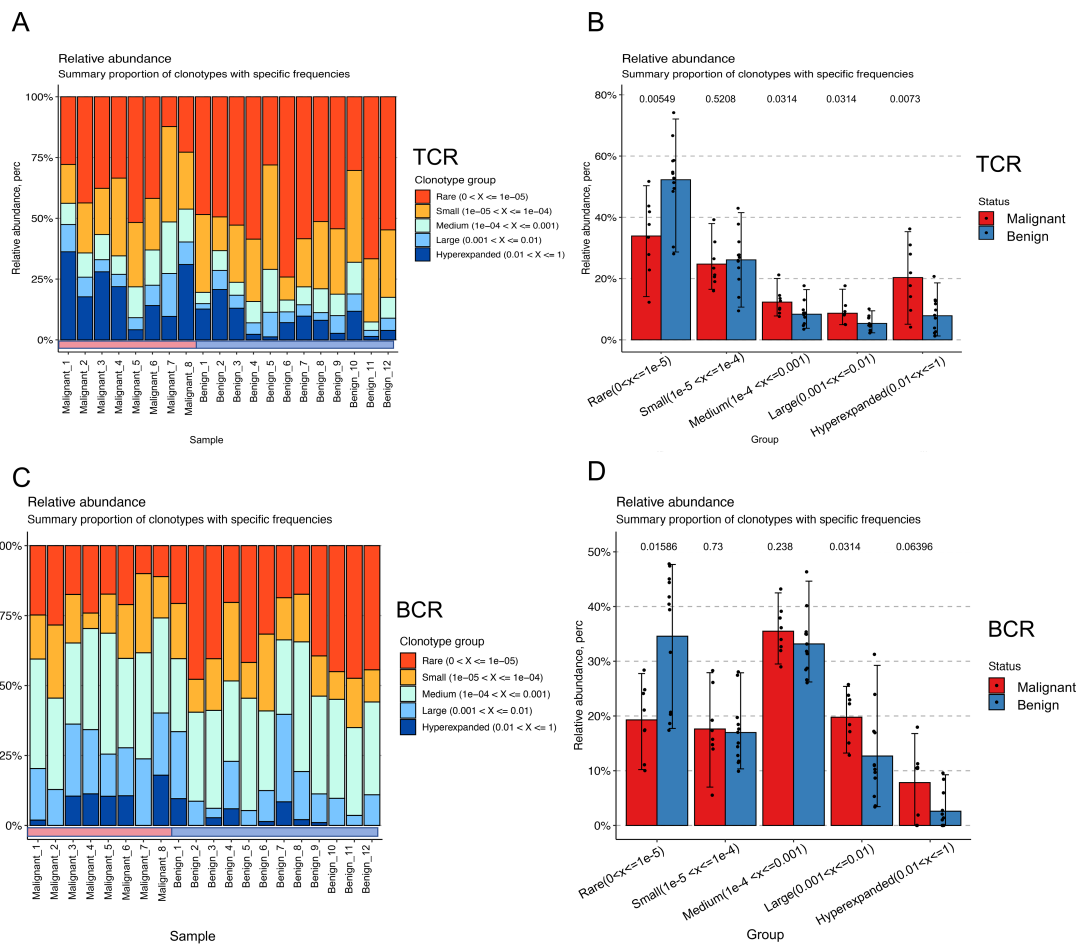 A
Relative abundance
Summary proportion of clonotypes with specific frequencies
Relative abundance, perc
100%
75%
50%
25%
0%
Malignant_1
Malignant_2
Malignant_3
Malignant_4
Malignant_5
Malignant_6
Malignant_7
Malignant_8
Benign_1
Benign_2
Benign_3
Benign_4
Benign_5
Benign_6
Benign_7
Benign_8
Benign_9
Benign_10
Benign_11
Benign_12
Sample
TCR
Clonotype group
Rare (0 < X <= 1e−05)
Small (1e−05 < X <= 1e−04)
Medium (1e−04 < X <= 0.001)
Large (0.001 < X <= 0.01)
Hyperexpanded (0.01 < X <= 1)
B
Relative abundance
Summary proportion of clonotypes with specific frequencies
Relative abundance, perc
80%
60%
40%
20%
0%
0.00549 0.5208 0.0314 0.0314 0.0073
Rare(0<x<=1e-5)
Small(1e-5 <x<=1e-4)
Medium(1e-4 <x<=0.001)
Large(0.001<x<=0.01)
Hyperexpanded(0.01<x<=1)
Group
TCR
Status
Malignant
Benign
C
Relative abundance
Summary proportion of clonotypes with specific frequencies
00%
75%
50%
25%
0%
Malignant_1
Malignant_2
Malignant_3
Malignant_4
Malignant_5
Malignant_6
Malignant_7
Malignant_8
Benign_1
Benign_2
Benign_3
Benign_4
Benign_5
Benign_6
Benign_7
Benign_8
Benign_9
Benign_10
Benign_11
Benign_12
Sample
BCR
Clonotype group
Rare (0 < X <= 1e−05)
Small (1e−05 < X <= 1e−04)
Medium (1e−04 < X <= 0.001)
Large (0.001 < X <= 0.01)
Hyperexpanded (0.01 < X <= 1)
D
Relative abundance
Summary proportion of clonotypes with specific frequencies
Relative abundance, perc
50%
40%
30%
20%
10%
0%
0.01586 0.73 0.238 0.0314 0.06396
Rare(0<x<=1e-5)
Small(1e-5 <x<=1e-4)
Medium(1e-4 <x<=0.001)
Large(0.001<x<=0.01)
Hyperexpanded(0.01<x<=1)
Group
BCR
Status
Malignant
Benign